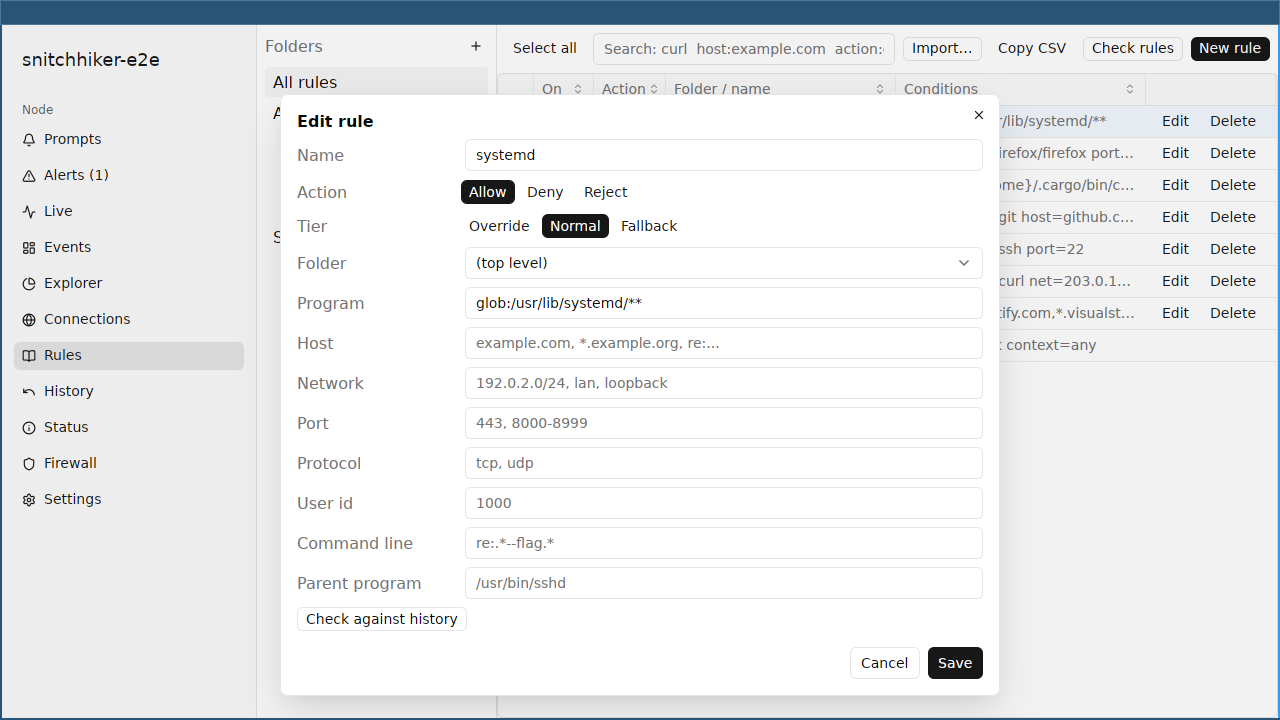 snitchhiker-e2e
Node
Prompts
Alerts (1)
Live
Events
Explorer
Connections
Rules
History
Status
Firewall
Settings
Folders
All rules
Select all
Search: curl host:example.com action:
Import...
Copy CSV
Check rules
New rule
On
Action
Folder / name
Conditions
r/lib/systemd/** Edit Delete
irefox/firefox port... Edit Delete
ome}/.cargo/bin/c... Edit Delete
git host=github.c... Edit Delete
ssh port=22 Edit Delete
curl net=203.0.1... Edit Delete
ify.com,*.visualst... Edit Delete
context=any
Edit rule
Name systemd
Action Allow Deny Reject
Tier Override Normal Fallback
Folder (top level)
Program glob:/usr/lib/systemd/**
Host example.com, *.example.org, re:...
Network 192.0.2.0/24, lan, loopback
Port 443, 8000-8999
Protocol tcp, udp
User id 1000
Command line re:.*--flag.*
Parent program /usr/bin/sshd
Check against history
Cancel Save